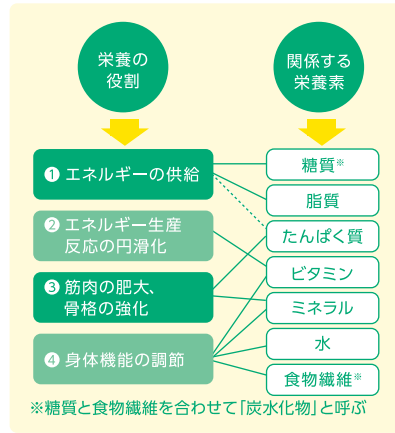 栄養の
役割
関係する
栄養素
❶ エネルギーの供給
❷ エネルギー生産
反応の円滑化
❸ 筋肉の肥大、
骨格の強化
❹ 身体機能の調節
糖質※
脂質
たんぱく質
ビタミン
ミネラル
水
食物繊維※
※糖質と食物繊維を合わせて「炭水化物」と呼ぶ